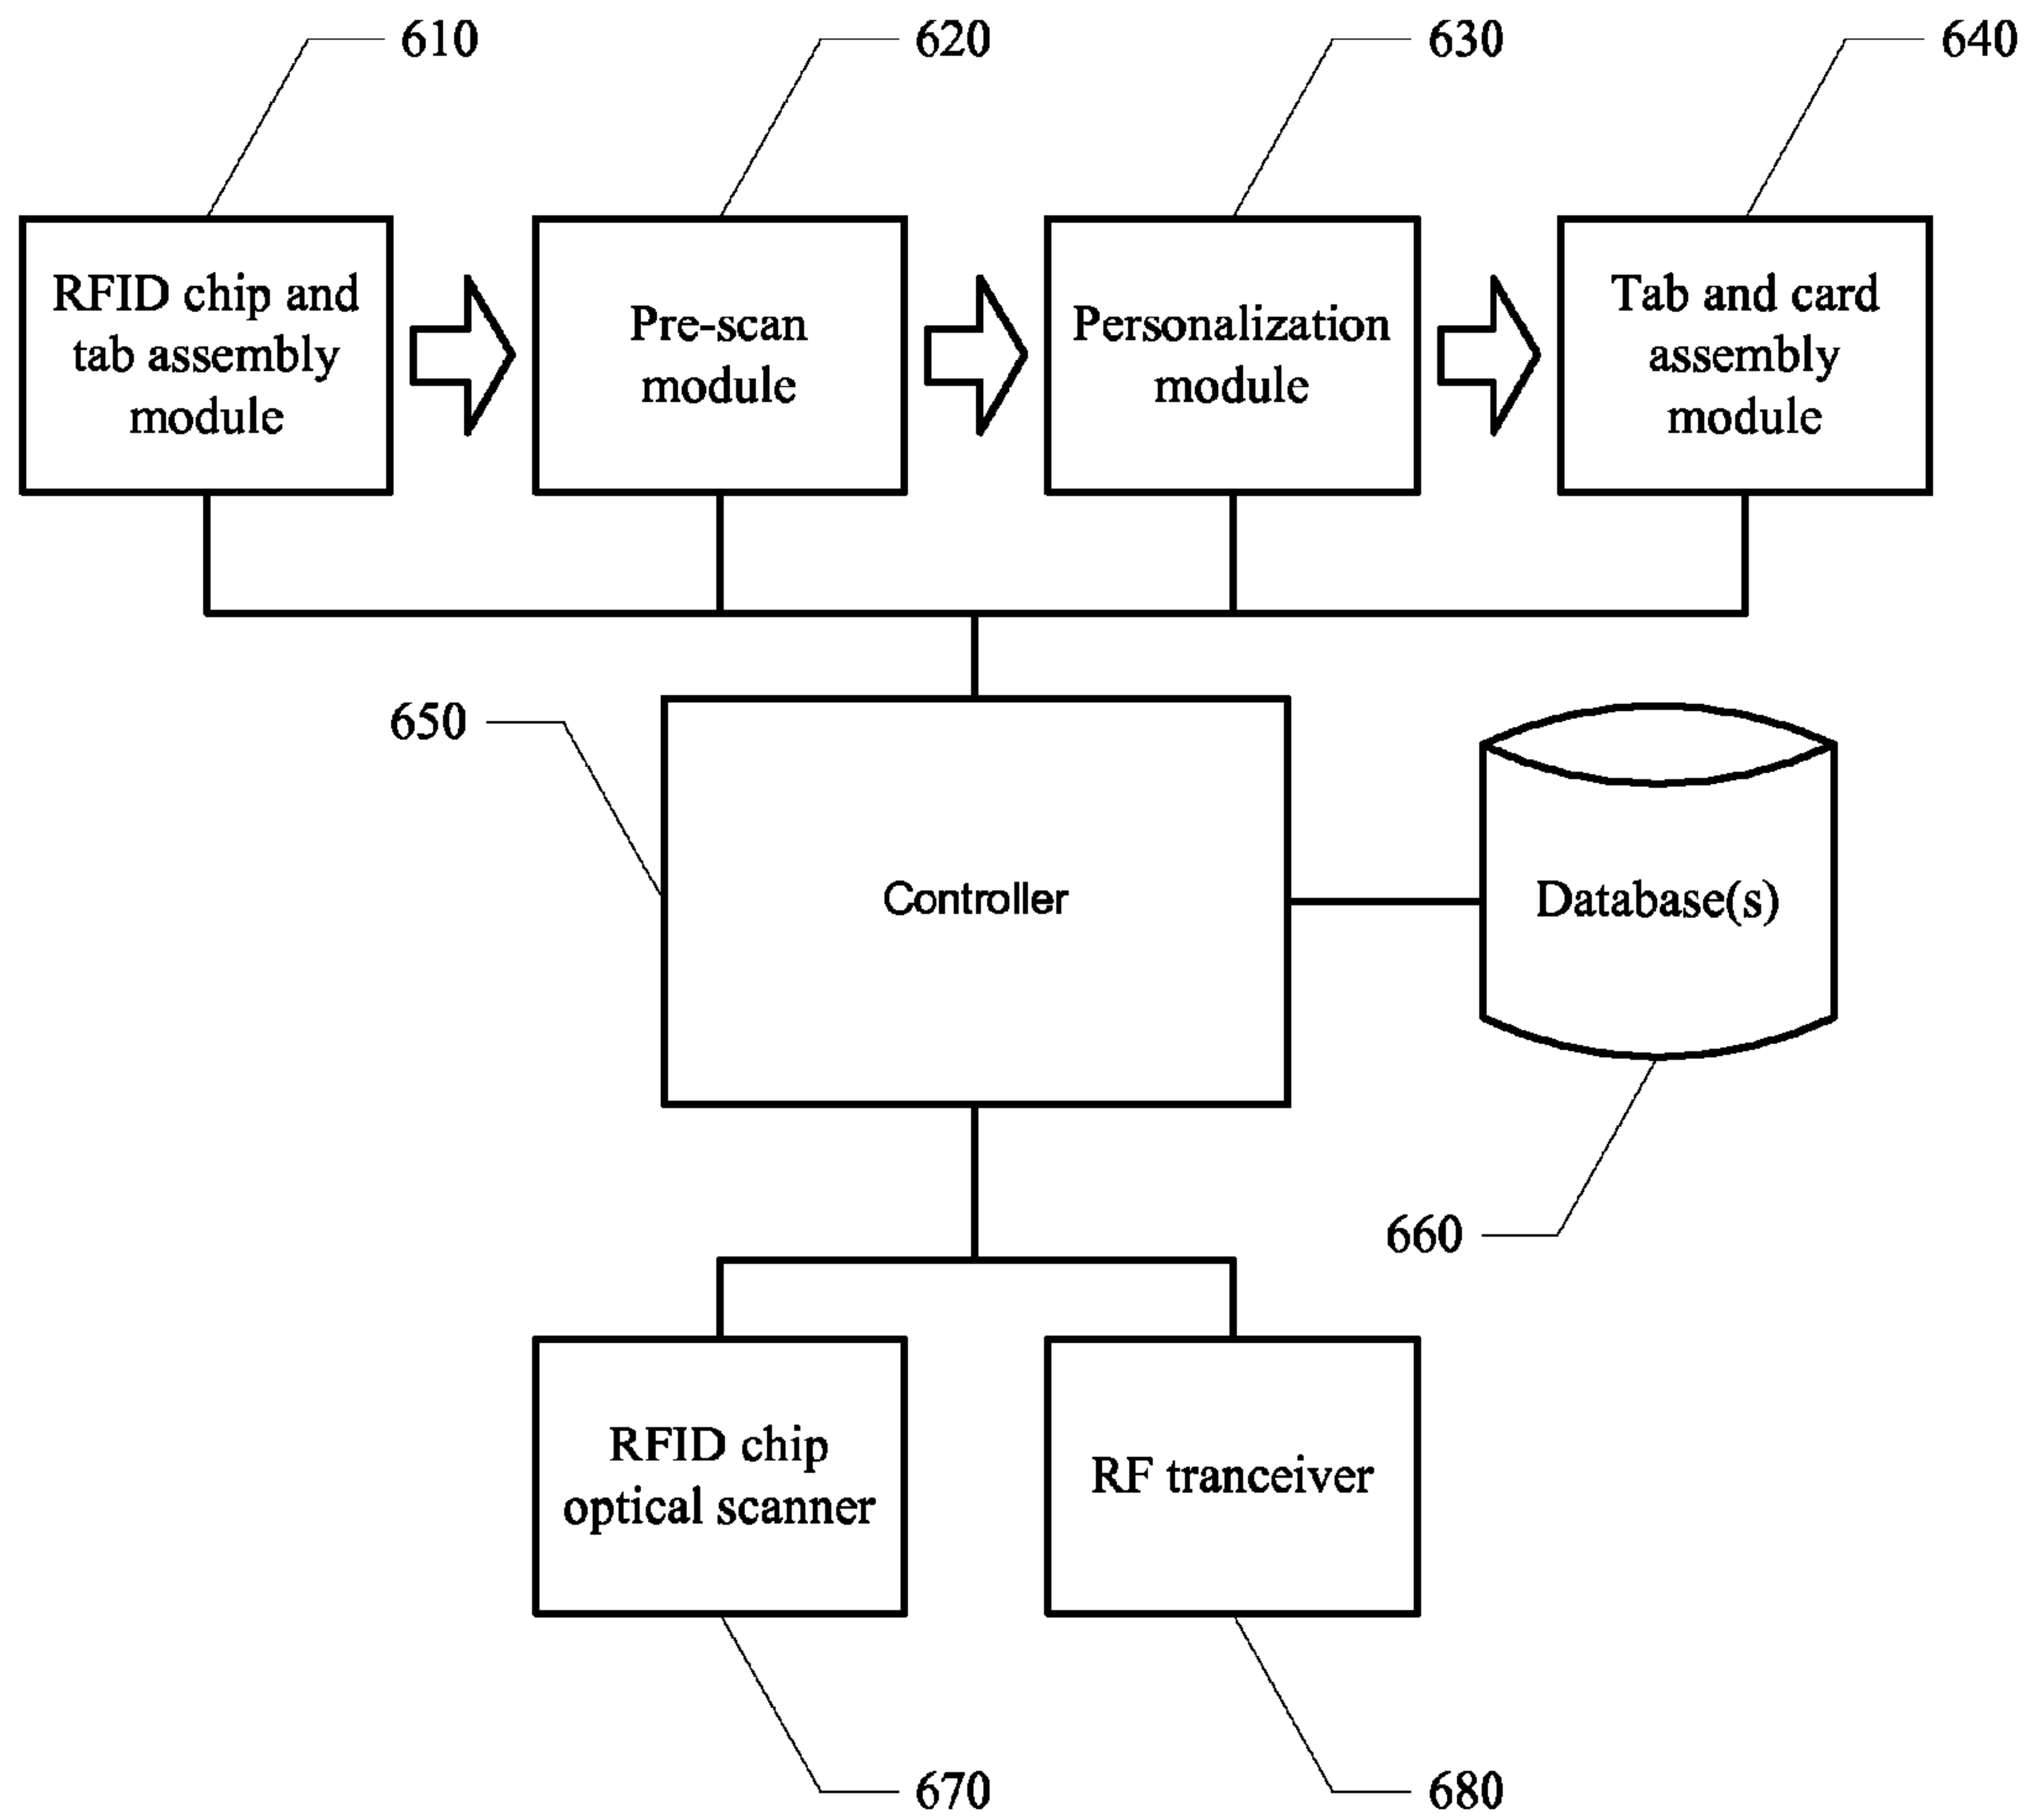 610
620
630
640
RFID chip and
tab assembly
module
Pre-scan
module
Personalization
module
Tab and card
assembly
module
650
Controller
Database(s)
660
RFID chip
optical scanner
RF tranceiver
670
680